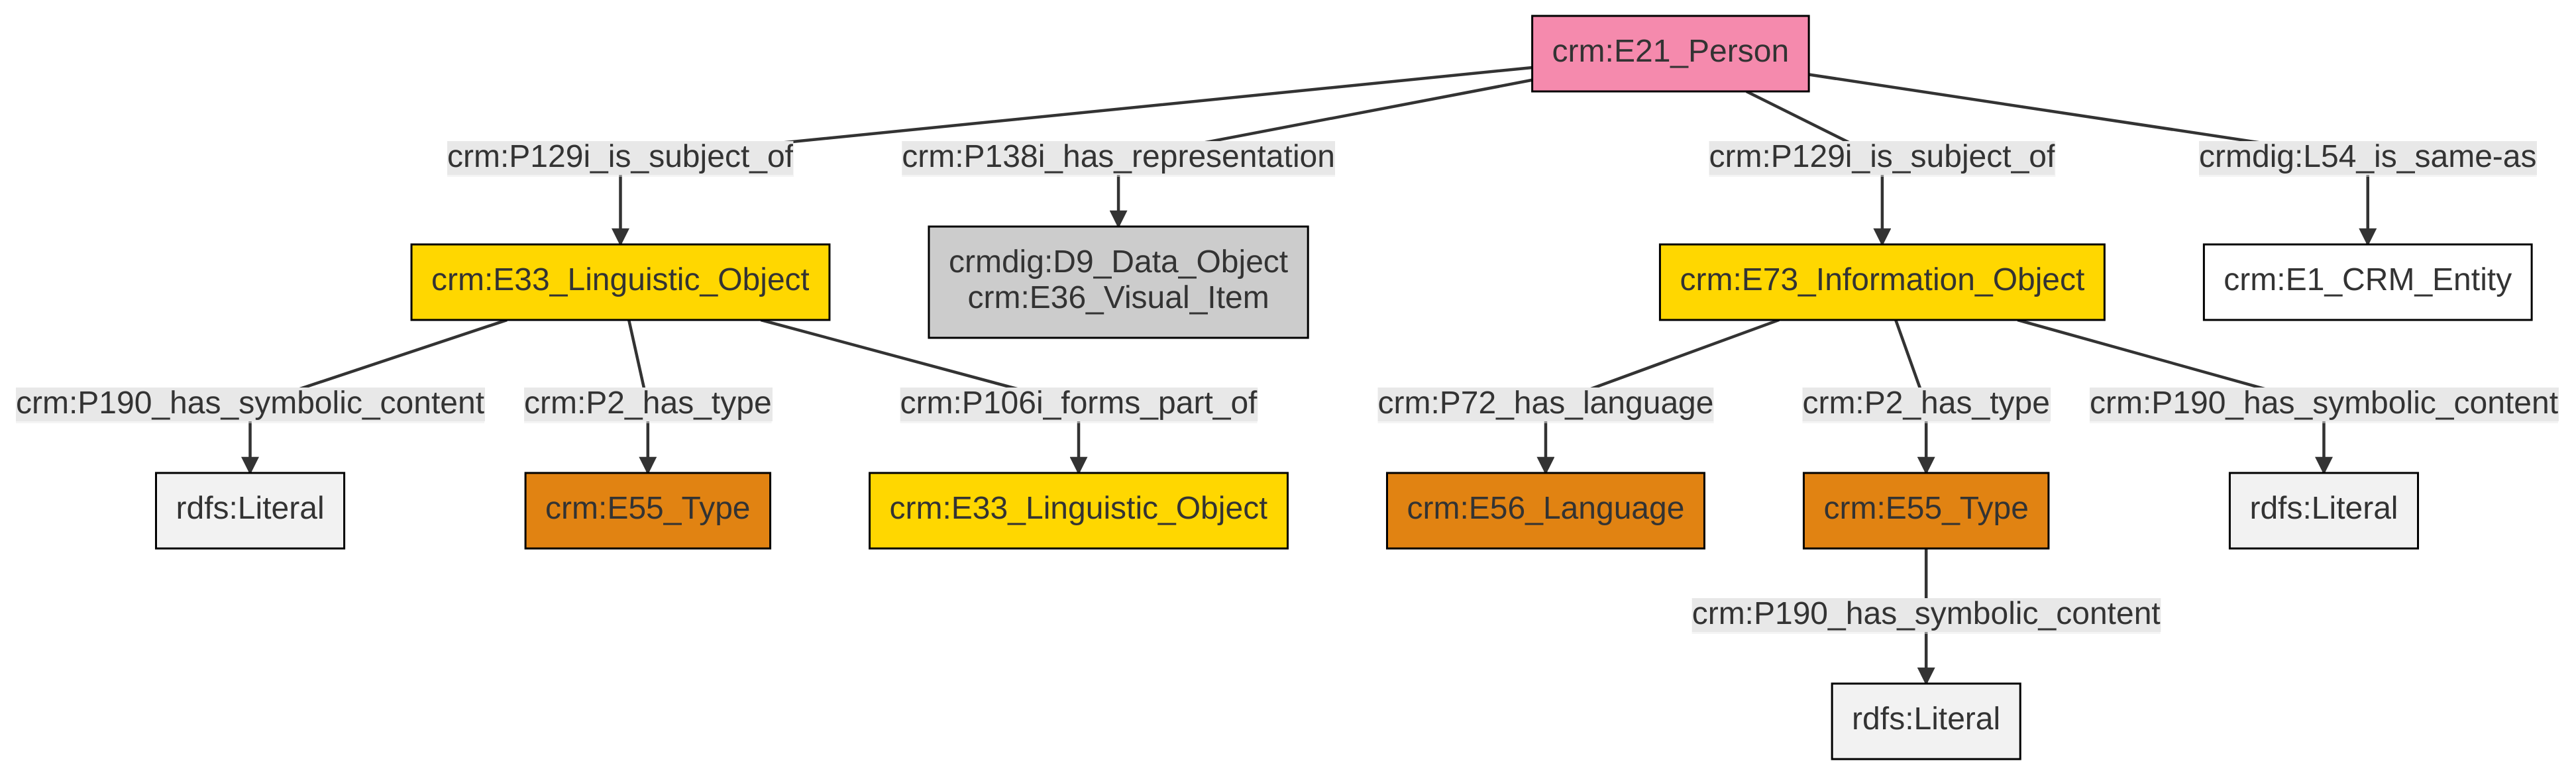 crm:E21_Person
crm:P129i_is_subject_of
crm:P138i_has_representation
crm:P129i_is_subject_of
crmdig:L54_is_same-as
crm:E33_Linguistic_Object
crmdig:D9_Data_Object
crm:E36_Visual_Item
crm:E73_Information_Object
crm:E1_CRM_Entity
crm:P190_has_symbolic_content
crm:P2_has_type
crm:P106i_forms_part_of
crm:P72_has_language
crm:P2_has_type
crm:P190_has_symbolic_content
rdfs:Literal
crm:E55_Type
crm:E33_Linguistic_Object
crm:E56_Language
crm:E55_Type
rdfs:Literal
crm:P190_has_symbolic_content
rdfs:Literal